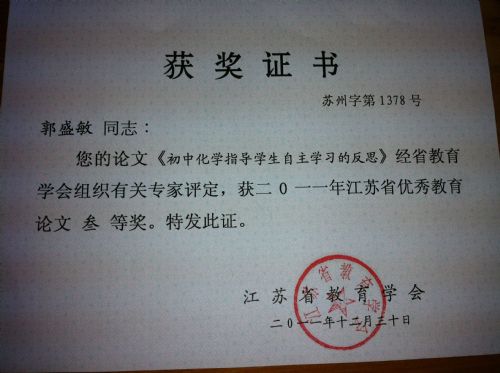 获奖证书
苏州字第1378号
郭盛敏 同志：
您的论文《初中化学指导学生自主学习的反思》经省教育
学会组织有关专家评定，获二0一一年江苏省优秀教育
论文 叁 等奖。特发此证。
江苏省教育学会
江苏省教育学会
二0一一年十二月三十日